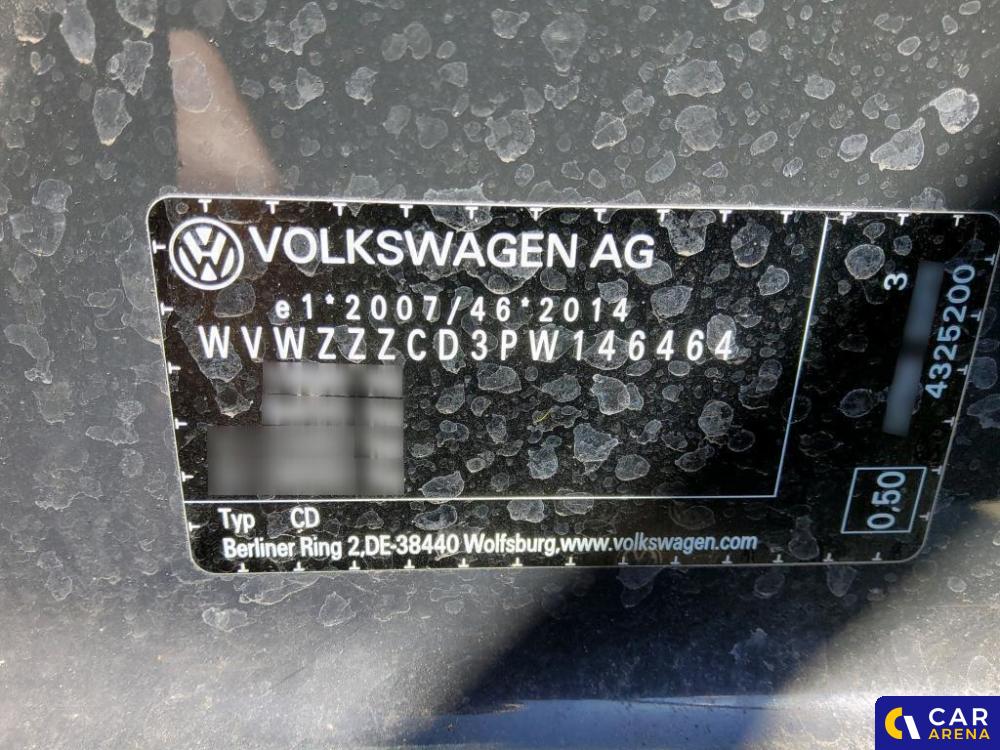 VOLKSWAGEN AG
e1*2007/46*2014
WVWZZZCD3PW146464
Typ CD
Berliner Ring 2,DE-38440 Wolfsburg,www.volkswagen.com
3
4325200
0,50
CAR
ARENA